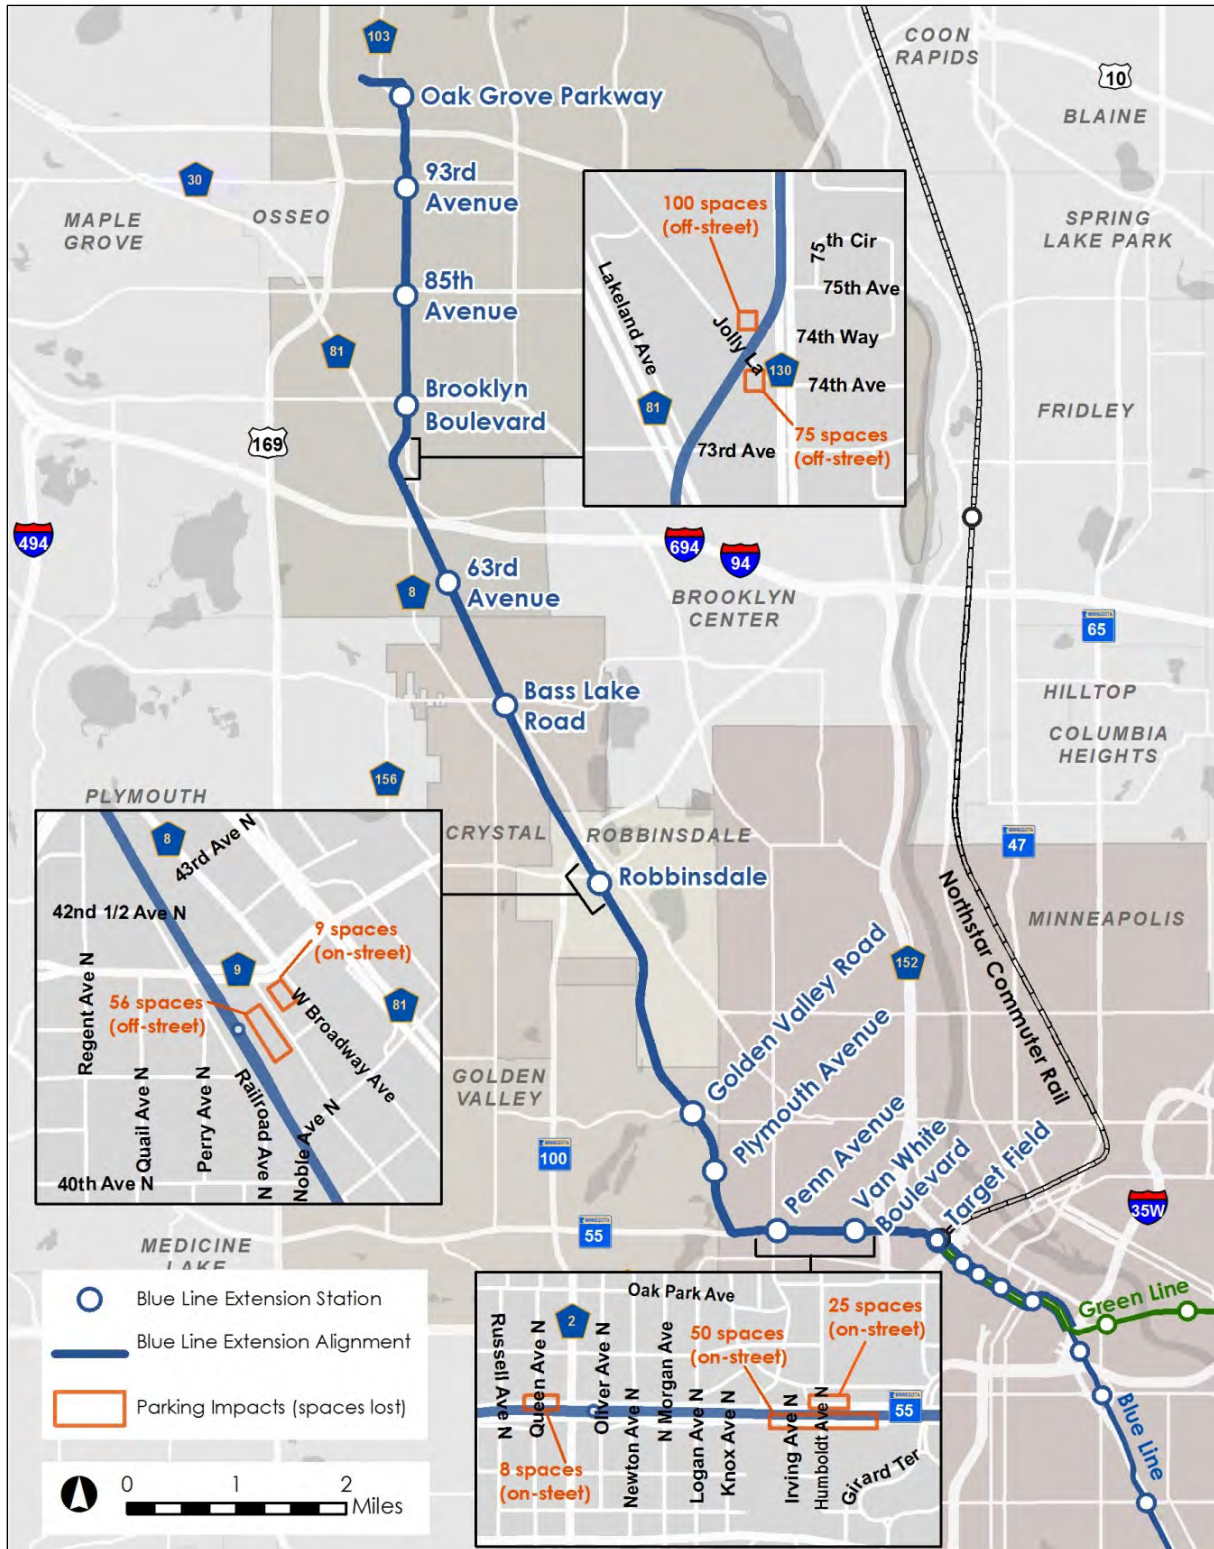 103
COON
RAPIDS
10
Oak Grove Parkway
BLAINE
30
93rd
Avenue
MAPLE
GROVE
OSSEO
SPRING
LAKE PARK
100 spaces
(off-street)
75th Cir
Lakeland Ave
75th Ave
85th
Avenue
Jolly La
74th Way
81
130
74th Ave
81
Brooklyn
Boulevard
FRIDLEY
169
73rd Ave
75 spaces
(off-street)
494
694
94
63rd
Avenue
8
BROOKLYN
CENTER
MINNESOTA
65
Bass Lake
Road
HILLTOP
COLUMBIA
HEIGHTS
156
PLYMOUTH
CRYSTAL
ROBBINSDALE
MINNESOTA
47
8
43rd Ave N
Robbinsdale
42nd 1/2 Ave N
9 spaces
(on-street)
MINNEAPOLIS
Northstar Commuter Rail
152
9
Regent Ave N
56 spaces
(off-street)
W Broadway Ave
81
Golden Valley Road
Plymouth Avenue
GOLDEN
VALLEY
Quail Ave N
Perry Ave N
Railroad Ave N
Noble Ave N
40th Ave N
MINNESOTA
100
Penn Avenue
Van White
Boulevard
Target Field
35W
MINNESOTA
55
MEDICINE
LAKE
Blue Line Extension Station
Blue Line Extension Alignment
Parking Impacts (spaces lost)
0
1
2
Miles
Oak Park Ave
Green Line
25 spaces
(on-street)
50 spaces
(on-street)
2
Russell Ave N
Queen Ave N
Oliver Ave N
Newton Ave N
N Morgan Ave
Logan Ave N
Knox Ave N
Irving Ave N
Humboldt Ave N
Girard Ter
MINNESOTA
55
8 spaces
(on-steet)
Blue Line